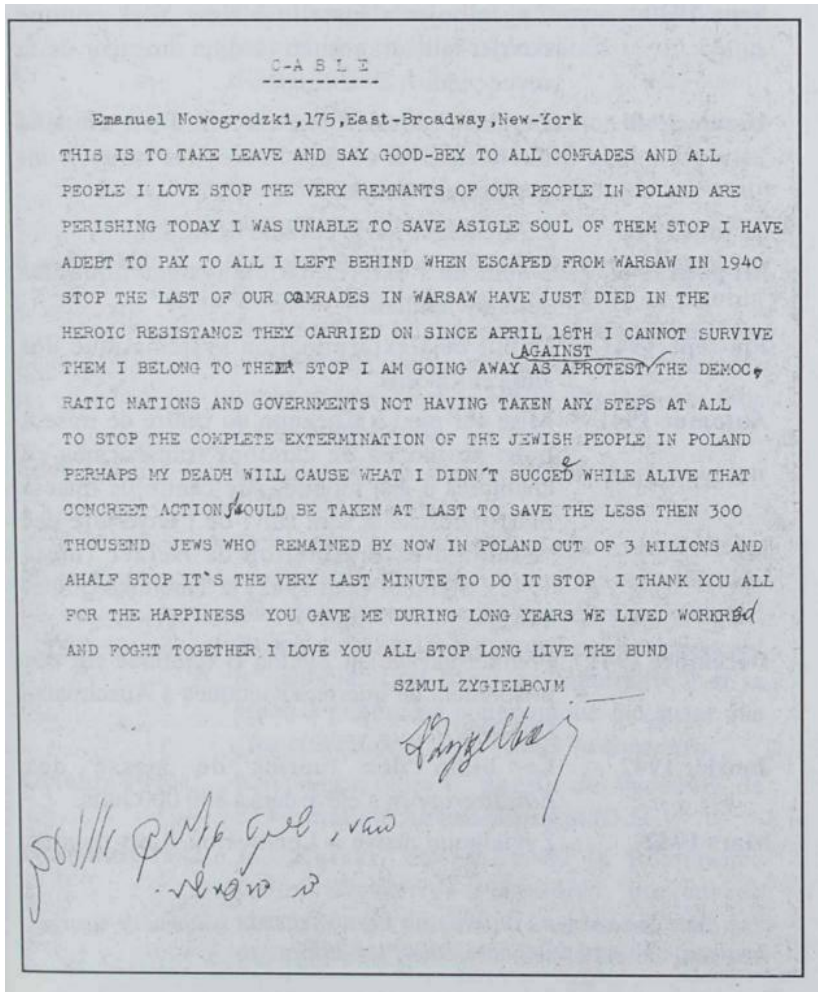 C-A B L E
Emanuel Nowogrodzki,175,East-Broadway,New-York
THIS IS TO TAKE LEAVE AND SAY GOOD-BEY TO ALL COMRADES AND ALL
PEOPLE I LOVE STOP THE VERY REMNANTS OF OUR PEOPLE IN POLAND ARE
PERISHING TODAY I WAS UNABLE TO SAVE ASIGLE SOUL OF THEM STOP I HAVE
ADEBT TO PAY TO ALL I LEFT BEHIND WHEN ESCAPED FROM WARSAW IN 1940
STOP THE LAST OF OUR COMRADES IN WARSAW HAVE JUST DIED IN THE
HEROIC RESISTANCE THEY CARRIED ON SINCE APRIL 18TH I CANNOT SURVIVE
AGAINST
THEM I BELONG TO THEM STOP I AM GOING AWAY AS APROTEST THE DEMOC,
RATIC NATIONS AND GOVERNMENTS NOT HAVING TAKEN ANY STEPS AT ALL
TO STOP THE COMPLETE EXTERMINATION OF THE JEWISH PEOPLE IN POLAND
PERHAPS MY DEADH WILL CAUSE WHAT I DIDN'T SUCCEED WHILE ALIVE THAT
CONCREET ACTION SHOULD BE TAKEN AT LAST TO SAVE THE LESS THEN 300
THOUSEND JEWS WHO REMAINED BY NOW IN POLAND OUT OF 3 MILIONS AND
AHALF STOP IT'S THE VERY LAST MINUTE TO DO IT STOP I THANK YOU ALL
FOR THE HAPPINESS YOU GAVE ME DURING LONG YEARS WE LIVED WORKRED
AND FOGHT TOGETHER I LOVE YOU ALL STOP LONG LIVE THE BUND
SZMUL ZYGIELBOJM